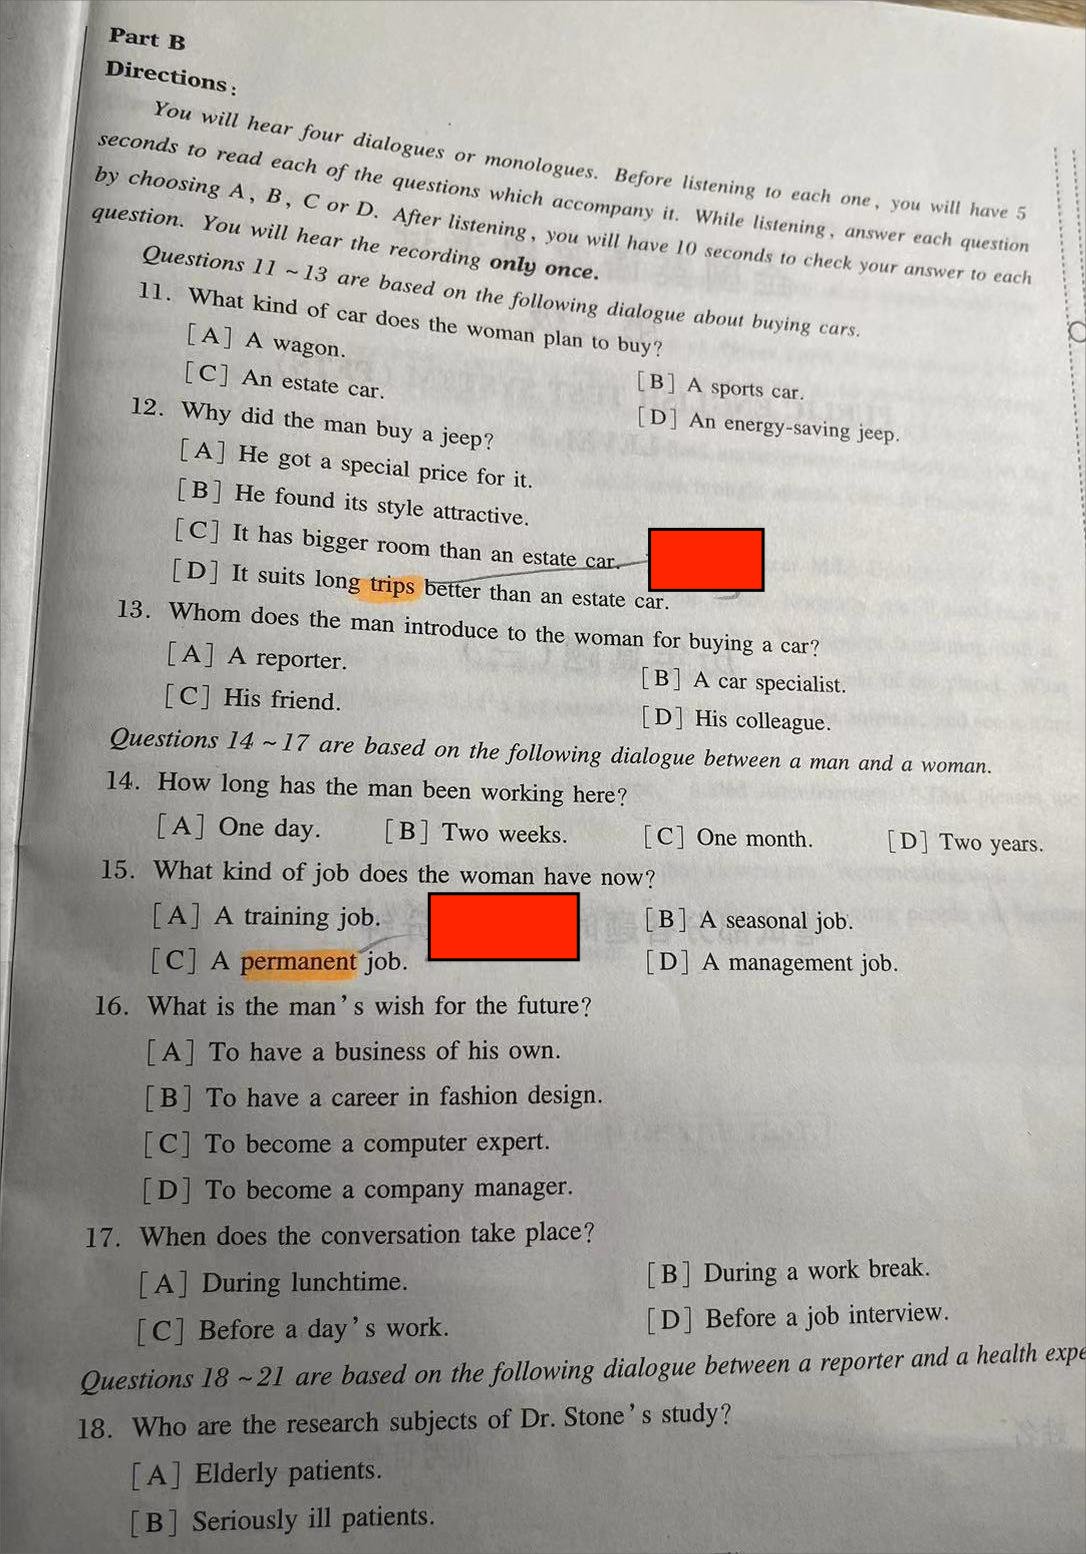 Part B
Directions:
You will hear four dialogues or monologues. Before listening to each one, you will have 5
seconds to read each of the questions which accompany it. While listening, answer each question
by choosing A, B, C or D. After listening, you will have 10 seconds to check your answer to each
question. You will hear the recording only once.
Questions 11 ~ 13 are based on the following dialogue about buying cars.
11. What kind of car does the woman plan to buy?
[A] A wagon.
[B] A sports car.
[C] An estate car.
[D] An energy-saving jeep.
12. Why did the man buy a jeep?
[A] He got a special price for it.
[B] He found its style attractive.
[C] It has bigger room than an estate car.
[D] It suits long trips better than an estate car.
13. Whom does the man introduce to the woman for buying a car?
[A] A reporter.
[B] A car specialist.
[C] His friend.
[D] His colleague.
Questions 14 ~ 17 are based on the following dialogue between a man and a woman.
14. How long has the man been working here?
[A] One day. [B] Two weeks. [C] One month. [D] Two years.
15. What kind of job does the woman have now?
[A] A training job. [B] A seasonal job.
[C] A permanent job. [D] A management job.
16. What is the man's wish for the future?
[A] To have a business of his own.
[B] To have a career in fashion design.
[C] To become a computer expert.
[D] To become a company manager.
17. When does the conversation take place?
[A] During lunchtime. [B] During a work break.
[C] Before a day's work. [D] Before a job interview.
Questions 18 ~ 21 are based on the following dialogue between a reporter and a health expe
18. Who are the research subjects of Dr. Stone's study?
[A] Elderly patients.
[B] Seriously ill patients.